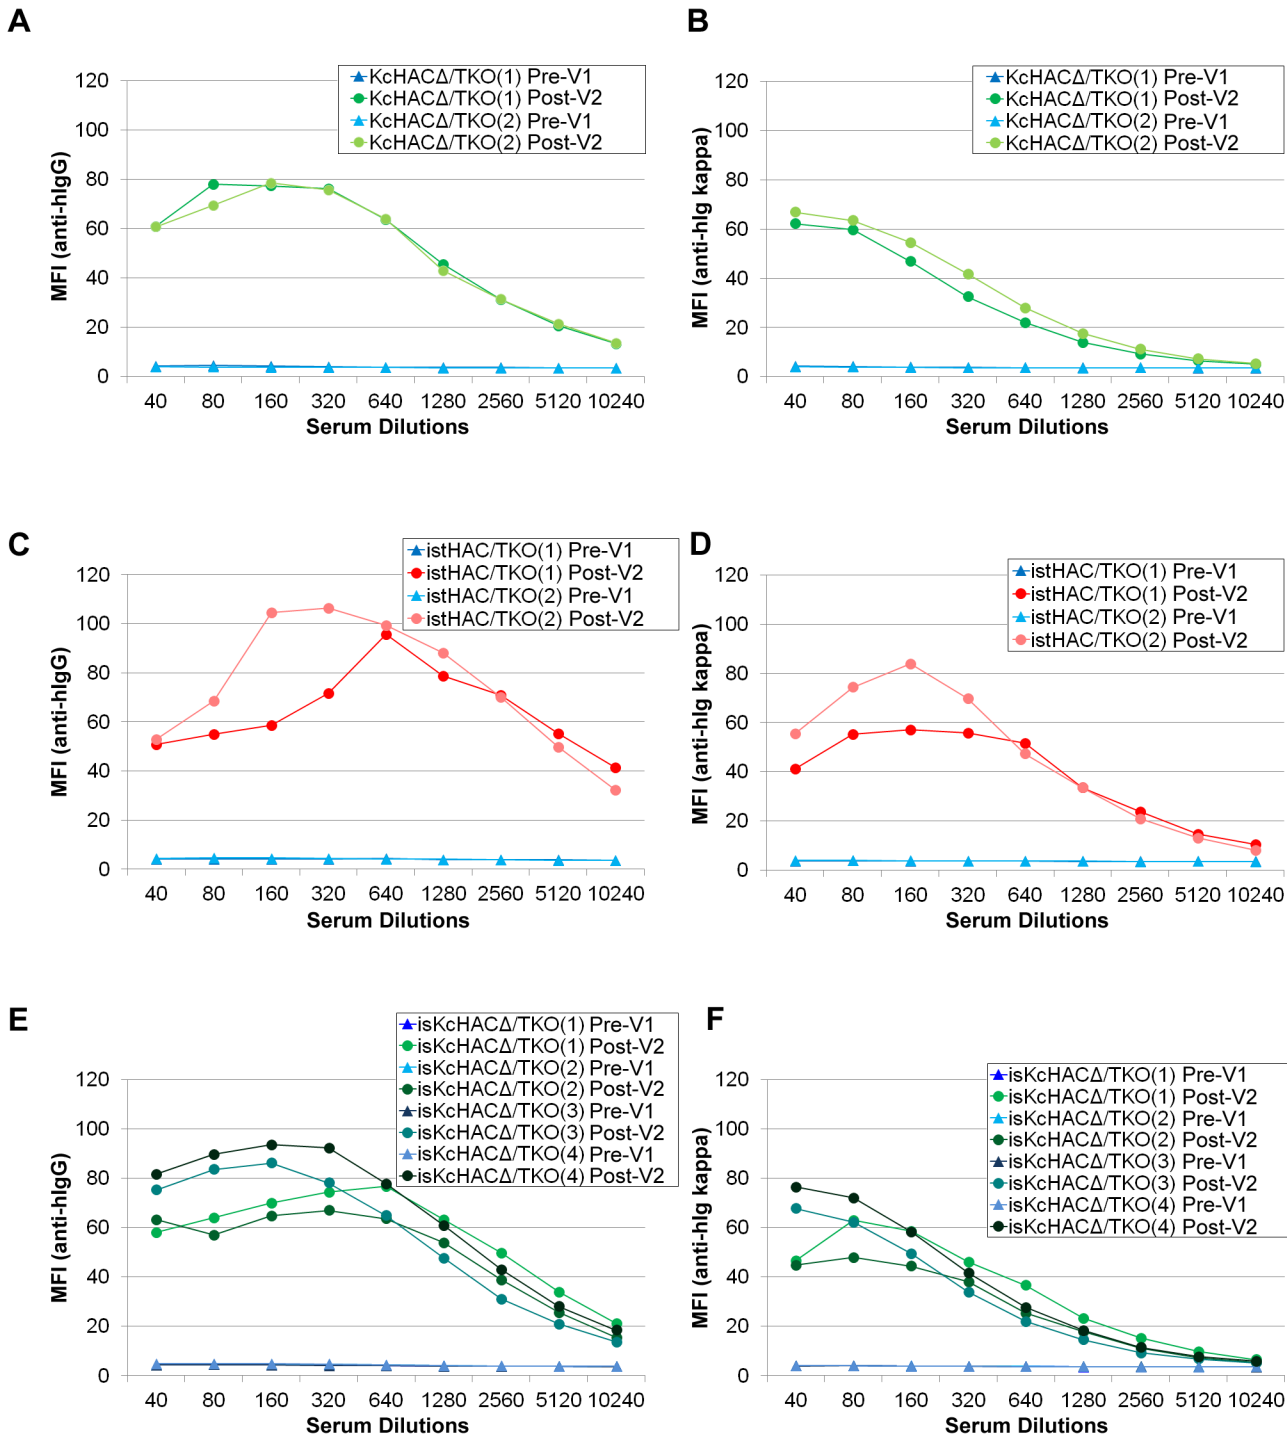 A
KcHACΔ/TKO(1) Pre-V1
KcHACΔ/TKO(1) Post-V2
KcHACΔ/TKO(2) Pre-V1
KcHACΔ/TKO(2) Post-V2
120
100
80
60
40
20
0
MFI (anti-hIgG)
40 80 160 320 640 1280 2560 5120 10240
Serum Dilutions
B
KcHACΔ/TKO(1) Pre-V1
KcHACΔ/TKO(1) Post-V2
KcHACΔ/TKO(2) Pre-V1
KcHACΔ/TKO(2) Post-V2
120
100
80
60
40
20
0
MFI (anti-hIg kappa)
40 80 160 320 640 1280 2560 5120 10240
Serum Dilutions
C
istHAC/TKO(1) Pre-V1
istHAC/TKO(1) Post-V2
istHAC/TKO(2) Pre-V1
istHAC/TKO(2) Post-V2
120
100
80
60
40
20
0
MFI (anti-hIgG)
40 80 160 320 640 1280 2560 5120 10240
Serum Dilutions
D
istHAC/TKO(1) Pre-V1
istHAC/TKO(1) Post-V2
istHAC/TKO(2) Pre-V1
istHAC/TKO(2) Post-V2
120
100
80
60
40
20
0
MFI (anti-hIg kappa)
40 80 160 320 640 1280 2560 5120 10240
Serum Dilutions
E
isKcHACΔ/TKO(1) Pre-V1
isKcHACΔ/TKO(1) Post-V2
isKcHACΔ/TKO(2) Pre-V1
isKcHACΔ/TKO(2) Post-V2
isKcHACΔ/TKO(3) Pre-V1
isKcHACΔ/TKO(3) Post-V2
isKcHACΔ/TKO(4) Pre-V1
isKcHACΔ/TKO(4) Post-V2
120
100
80
60
40
20
0
MFI (anti-hIgG)
40 80 160 320 640 1280 2560 5120 10240
Serum Dilutions
F
isKcHACΔ/TKO(1) Pre-V1
isKcHACΔ/TKO(1) Post-V2
isKcHACΔ/TKO(2) Pre-V1
isKcHACΔ/TKO(2) Post-V2
isKcHACΔ/TKO(3) Pre-V1
isKcHACΔ/TKO(3) Post-V2
isKcHACΔ/TKO(4) Pre-V1
isKcHACΔ/TKO(4) Post-V2
120
100
80
60
40
20
0
MFI (anti-hIg kappa)
40 80 160 320 640 1280 2560 5120 10240
Serum Dilutions